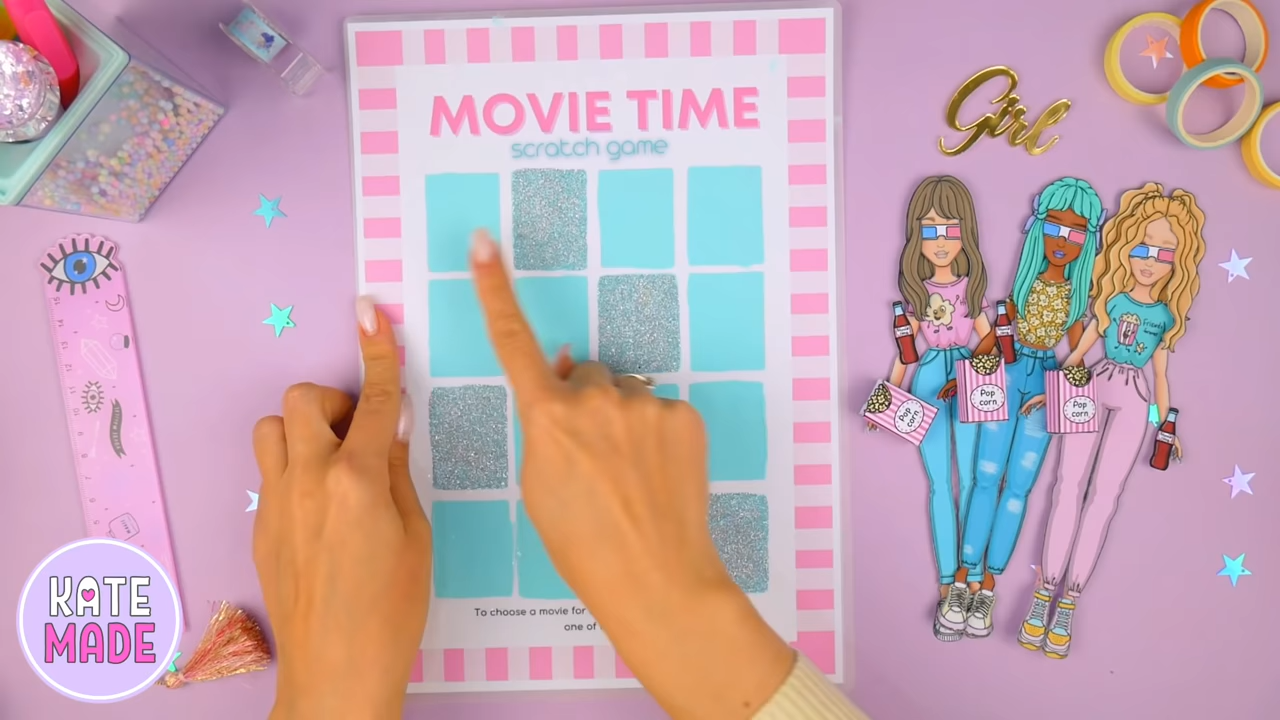 MOVIE TIME
scratch game
To choose a movie for
one of
Girl
Pop
corn
Pop
corn
Pop
corn
Friends
KATE
MADE